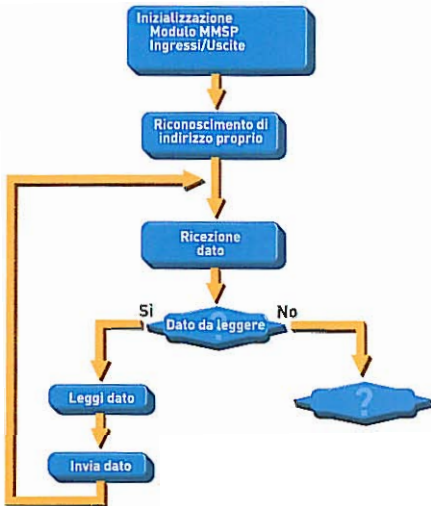 Inizializzazione
Modulo MMSP
Ingressi/Uscite
Riconoscimento di
indirizzo proprio
Ricezione
dato
Sì
No
Dato da leggere
?
Leggi dato
?
Invia dato